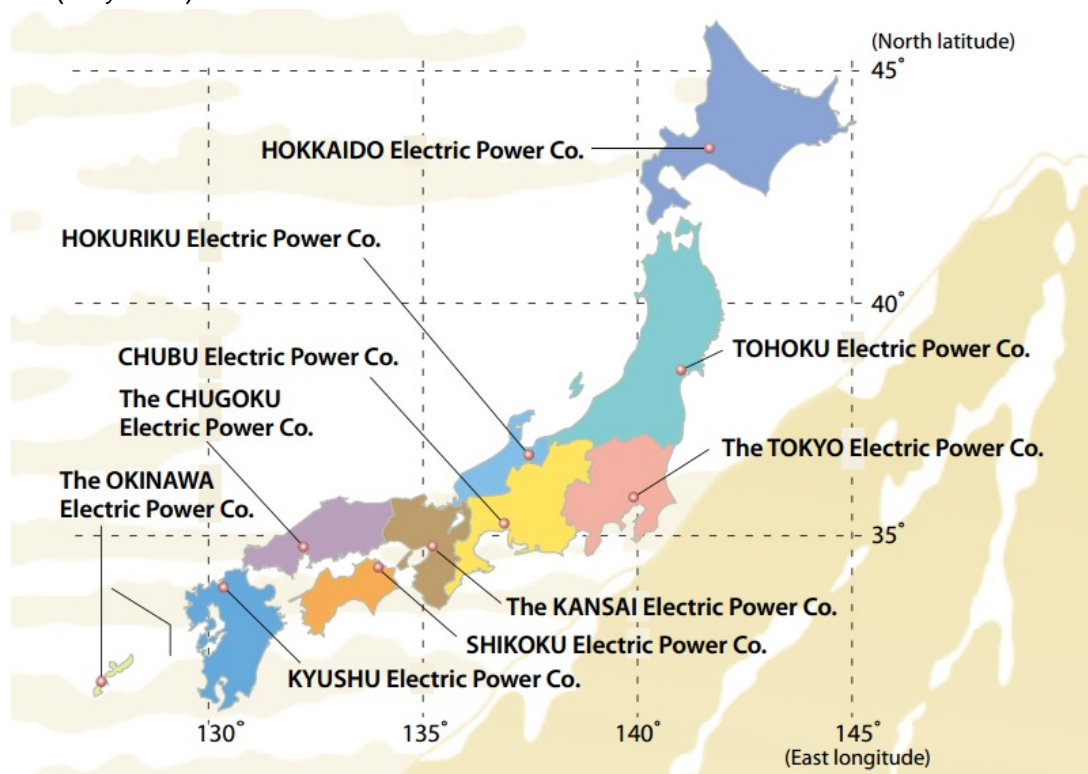 (North latitude)
45˚
HOKKAIDO Electric Power Co.
HOKURIKU Electric Power Co.
40˚
CHUBU Electric Power Co.
TOHOKU Electric Power Co.
The CHUGOKU
Electric Power Co.
The TOKYO Electric Power Co.
The OKINAWA
Electric Power Co.
35˚
The KANSAI Electric Power Co.
SHIKOKU Electric Power Co.
KYUSHU Electric Power Co.
130˚
135˚
140˚
145˚
(East longitude)